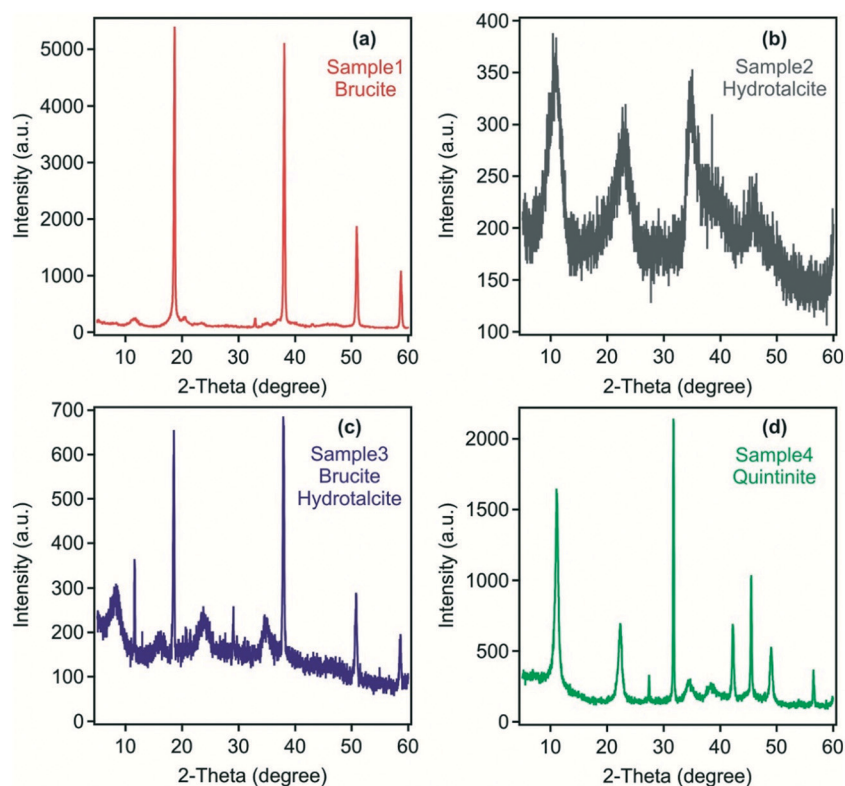 (a)
Sample1
Brucite
5000
4000
3000
2000
1000
0
Intensity (a.u.)
10 20 30 40 50 60
2-Theta (degree)
(b)
Sample2
Hydrotalcite
400
350
300
250
200
150
100
Intensity (a.u.)
10 20 30 40 50 60
2-Theta (degree)
(c)
Sample3
Brucite
Hydrotalcite
700
600
500
400
300
200
100
0
Intensity (a.u.)
10 20 30 40 50 60
2-Theta (degree)
(d)
Sample4
Quintinite
2000
1500
1000
500
0
Intensity (a.u.)
10 20 30 40 50 60
2-Theta (degree)